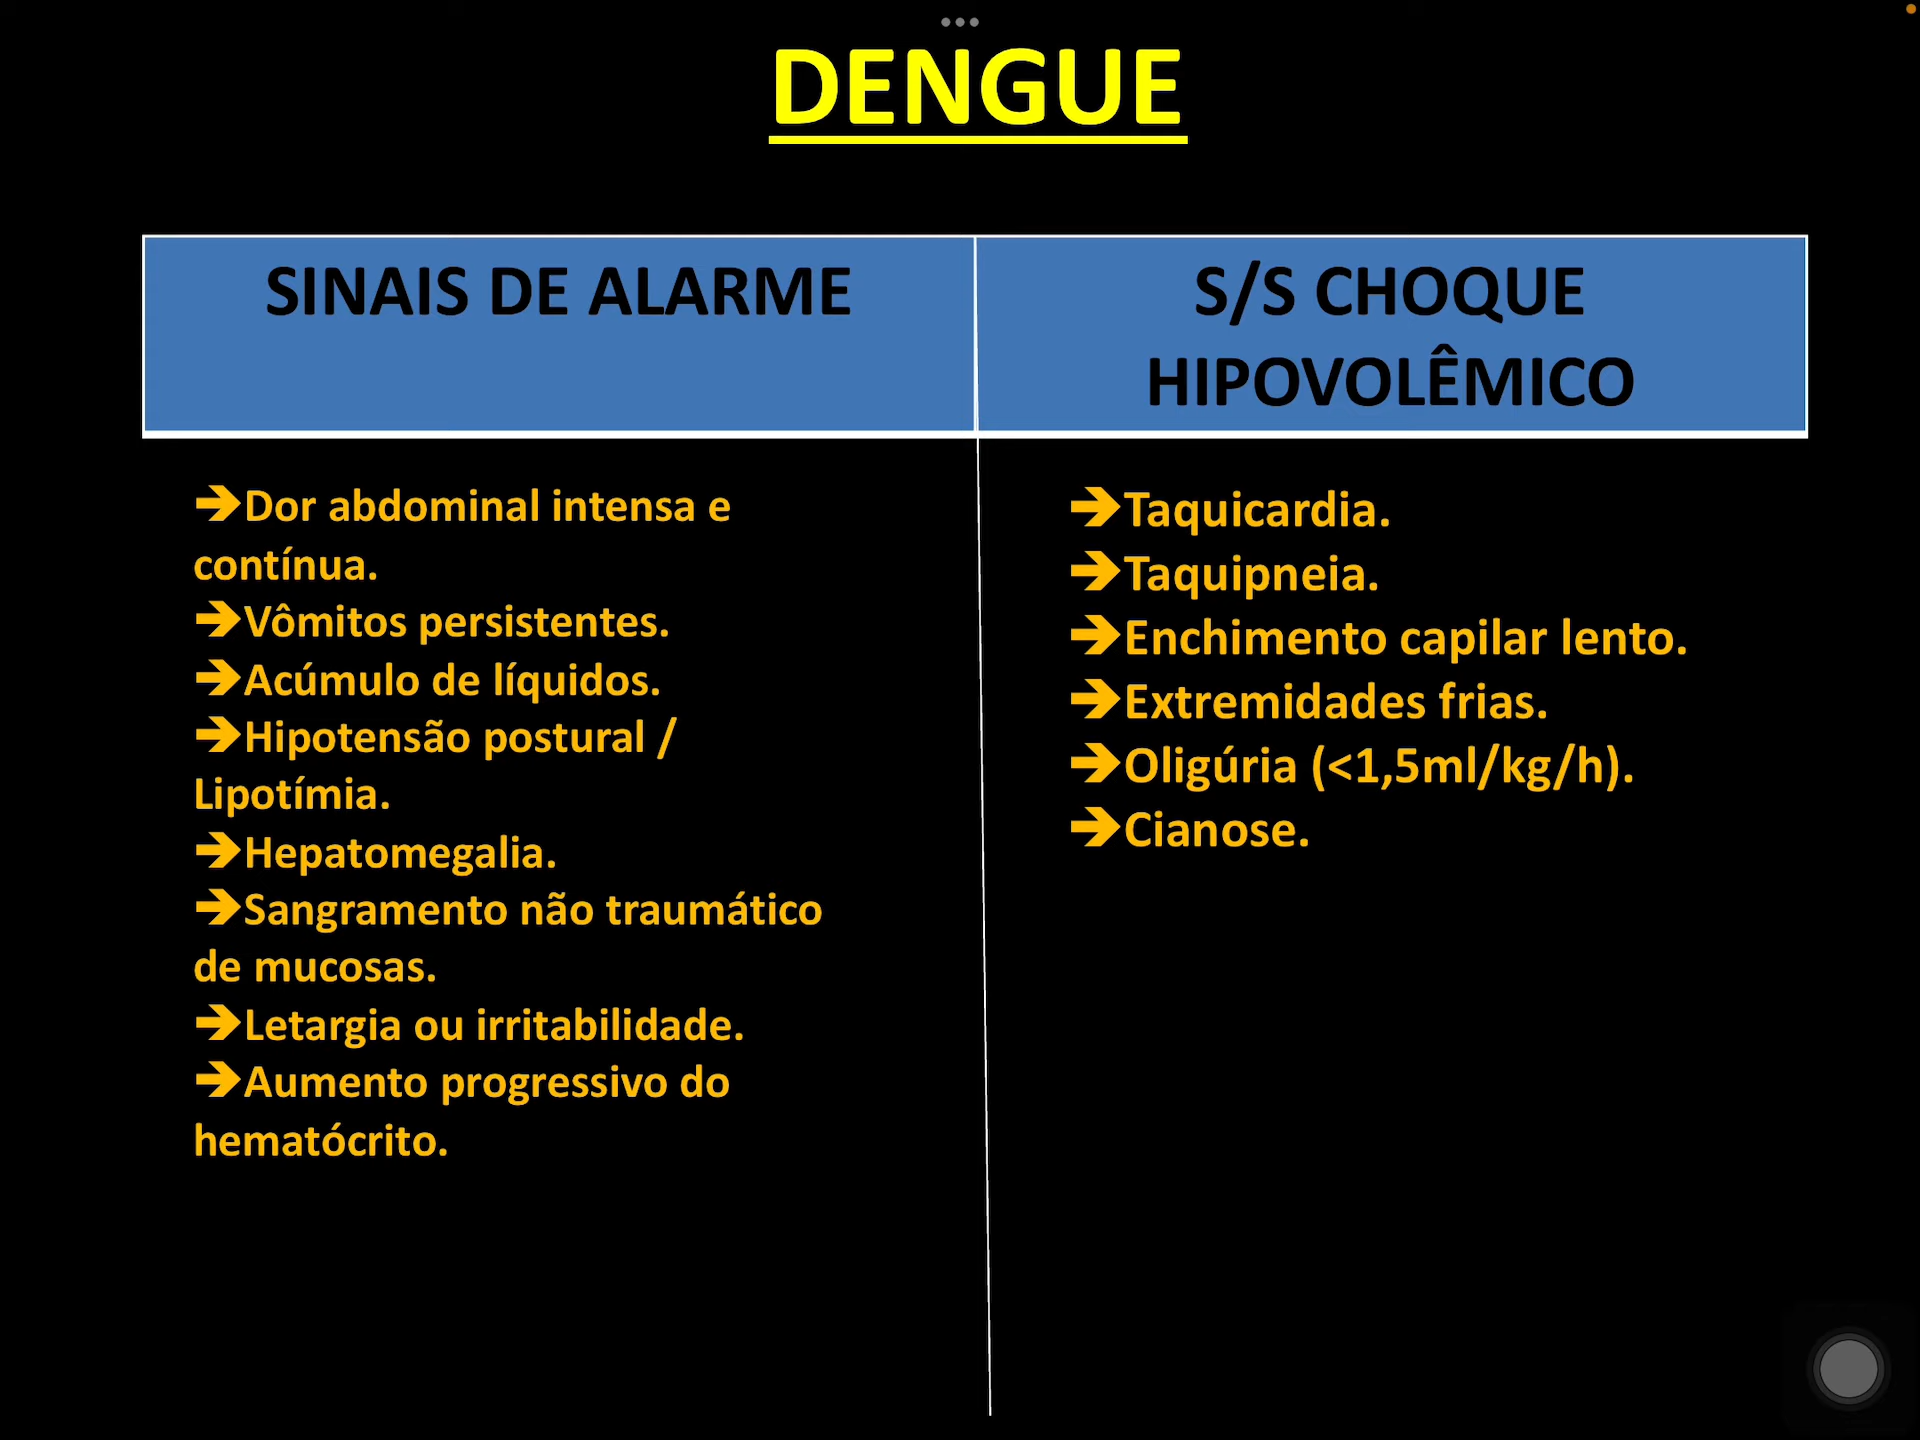 DENGUE
SINAIS DE ALARME
S/S CHOQUE
HIPOVOLÊMICO
➔Dor abdominal intensa e
contínua.
➔Vômitos persistentes.
➔Acúmulo de líquidos.
➔Hipotensão postural /
Lipotímia.
➔Hepatomegalia.
➔Sangramento não traumático
de mucosas.
➔Letargia ou irritabilidade.
➔Aumento progressivo do
hematócrito.
➔Taquicardia.
➔Taquipneia.
➔Enchimento capilar lento.
➔Extremidades frias.
➔Oligúria (<1,5ml/kg/h).
➔Cianose.